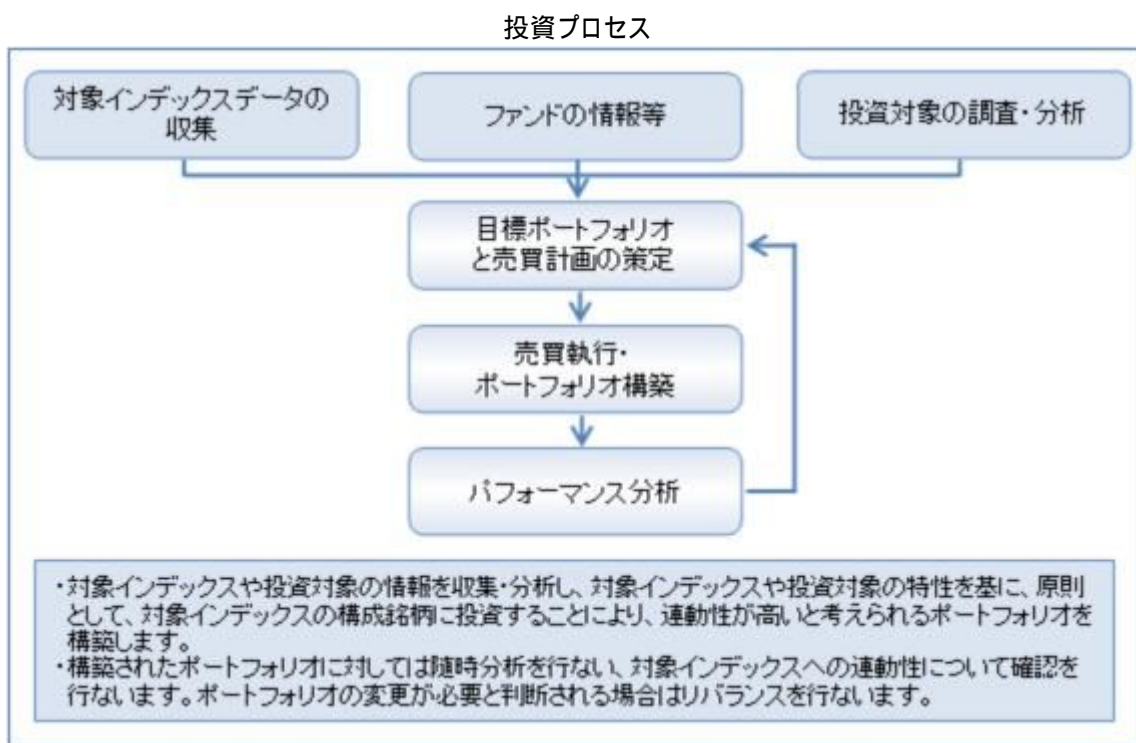 投資プロセス
対象インデックスデータの
収集
ファンドの情報等
投資対象の調査・分析
目標ポートフォリオ
と売買計画の策定
売買執行・
ポートフォリオ構築
パフォーマンス分析
・対象インデックスや投資対象の情報を収集・分析し、対象インデックスや投資対象の特性を基に、原則
として、対象インデックスの構成銘柄に投資することにより、連動性が高いと考えられるポートフォリオを
構築します。
・構築されたポートフォリオに対しては随時分析を行ない、対象インデックスへの連動性について確認を
行ないます。ポートフォリオの変更が必要と判断される場合はリバランスを行ないます。